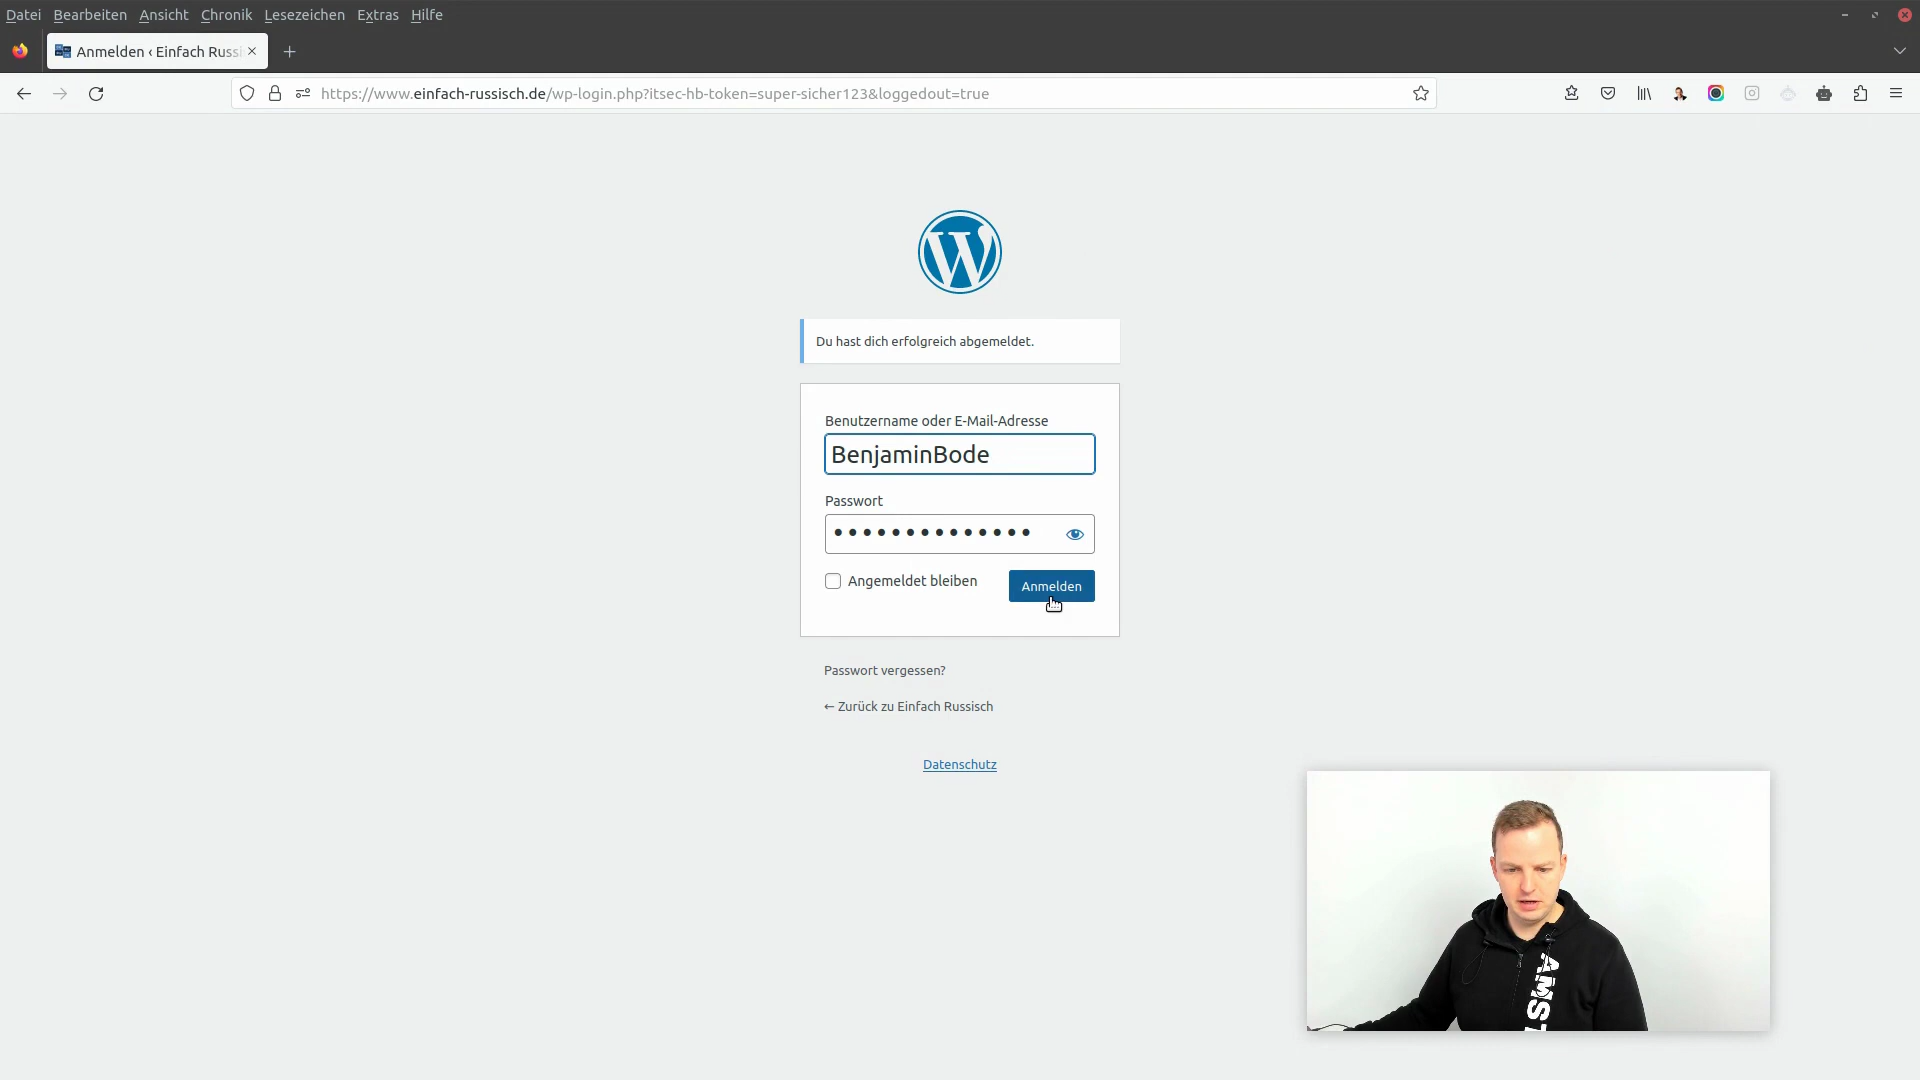 Datei Bearbeiten Ansicht Chronik Lesezeichen Extras Hilfe
Anmelden ‹ Einfach Russi
https://www.einfach-russisch.de/wp-login.php?itsec-hb-token=super-sicher123&loggedout=true
Du hast dich erfolgreich abgemeldet.
Benutzername oder E-Mail-Adresse
BenjaminBode
Passwort
Angemeldet bleiben
Anmelden
Passwort vergessen?
← Zurück zu Einfach Russisch
Datenschutz
AMST